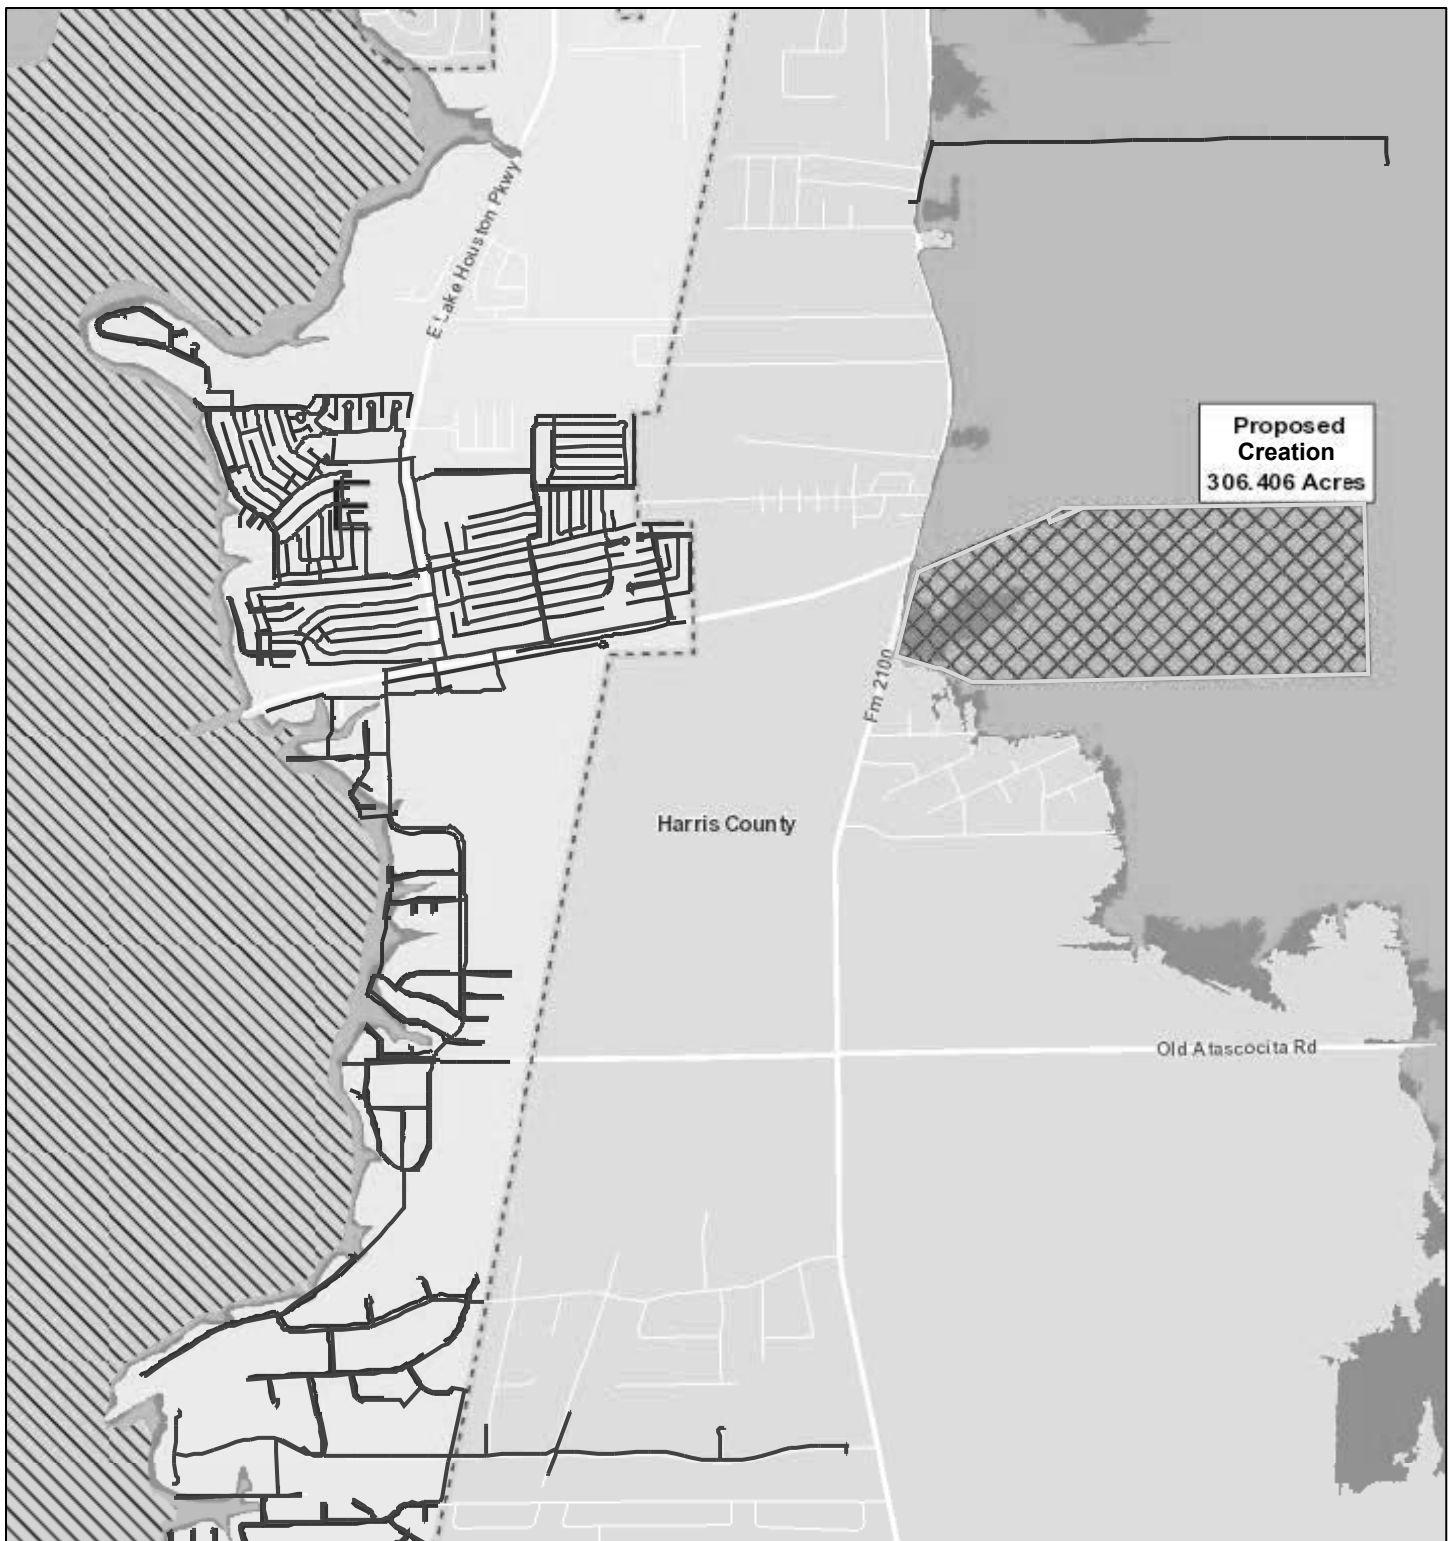 E Lake Houston Pkwy
Proposed
Creation
306.406 Acres
Fm 2100
Harris County
Old Atascocita Rd